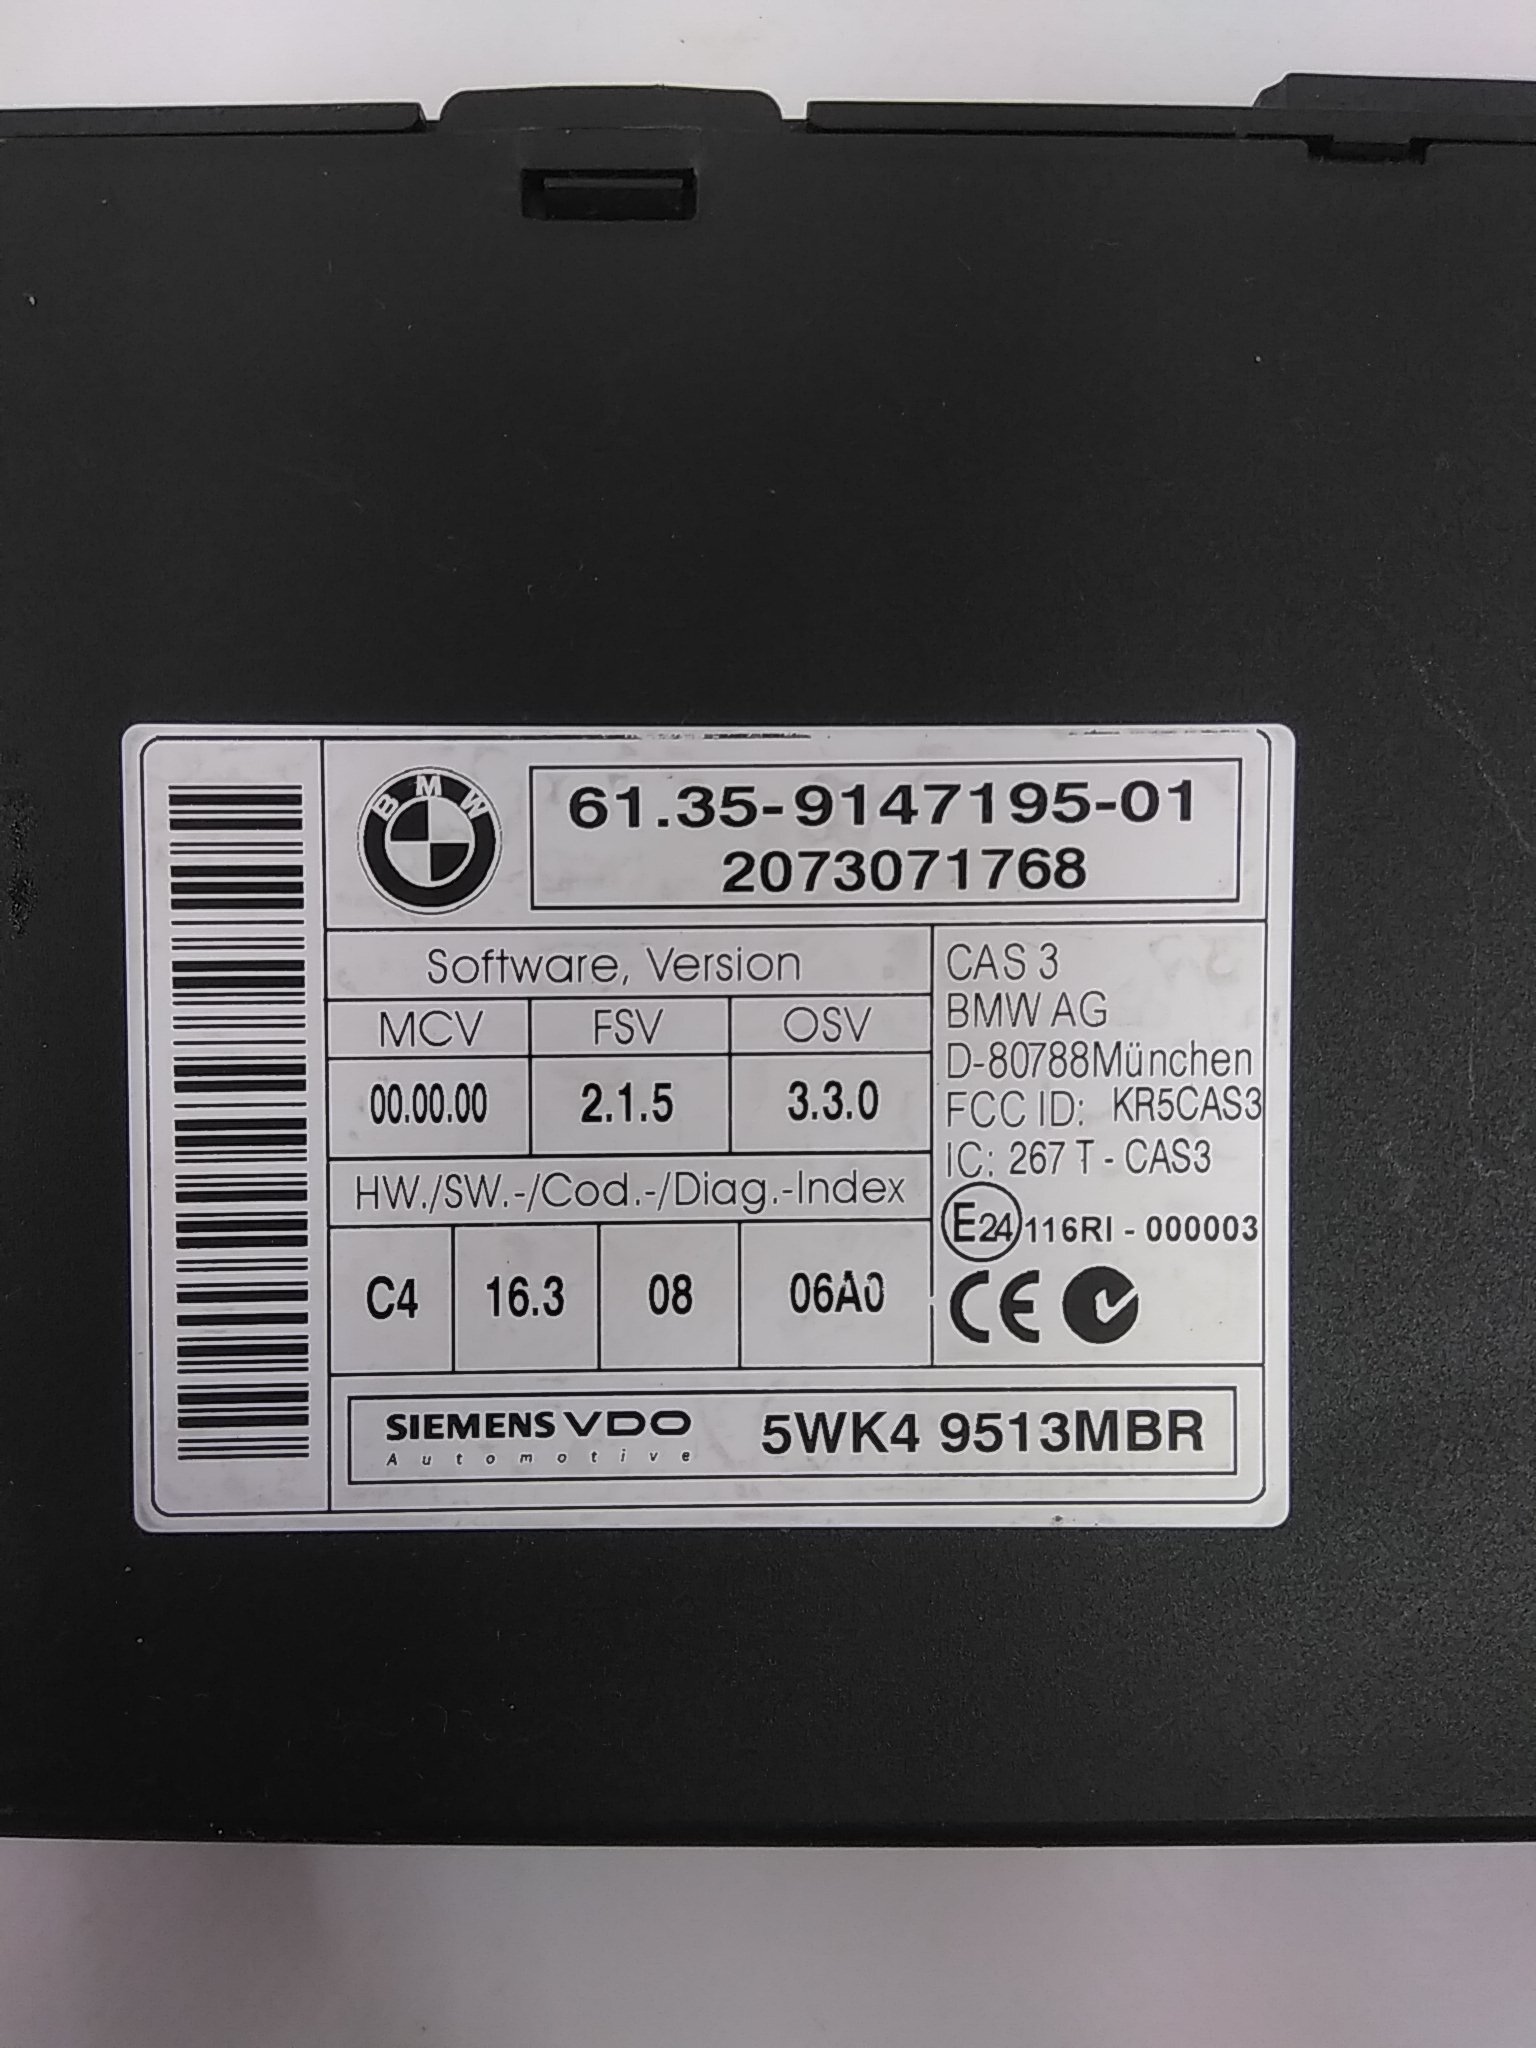 BMW
61.35-9147195-01
2073071768
Software, Version
MCV FSV OSV
00.00.00 2.1.5 3.3.0
HW./SW.-/Cod.-/Diag.-Index
C4 16.3 08 06A0
CAS 3
BMW AG
D-80788München
FCC ID: KR5CAS3
IC: 267 T - CAS3
E24 116RI - 000003
CE
SIEMENS VDO
Automotive
5WK4 9513MBR